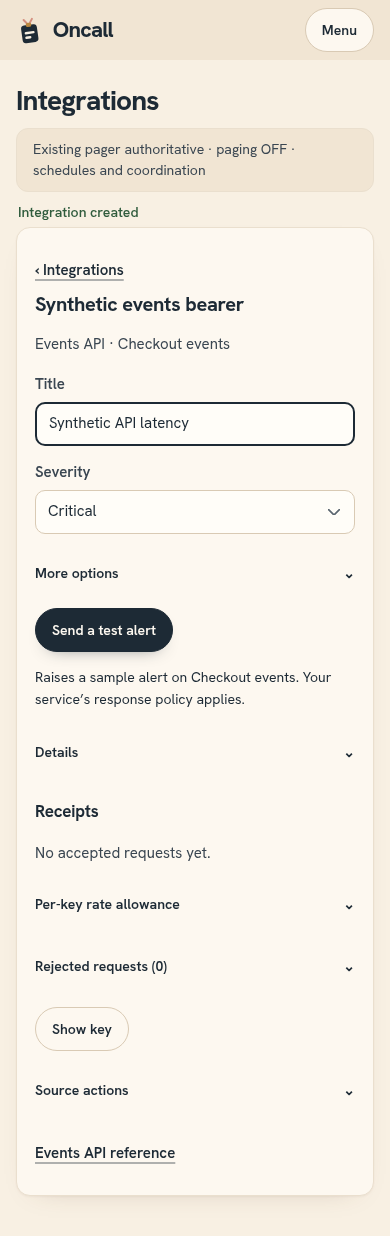 Oncall
Menu
Integrations
Existing pager authoritative · paging OFF ·
schedules and coordination
Integration created
‹ Integrations
Synthetic events bearer
Events API · Checkout events
Title
Synthetic API latency
Severity
Critical
More options
Send a test alert
Raises a sample alert on Checkout events. Your
service’s response policy applies.
Details
Receipts
No accepted requests yet.
Per-key rate allowance
Rejected requests (0)
Show key
Source actions
Events API reference